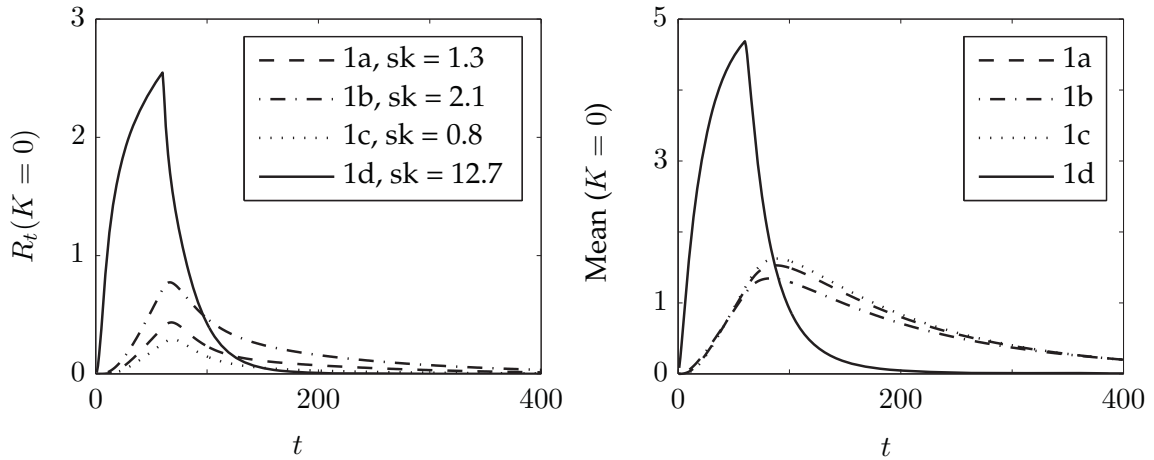 3
2
1
0
R_t(K = 0)
1a, sk = 1.3
1b, sk = 2.1
1c, sk = 0.8
1d, sk = 12.7
0 200 400
t
5
4
3
2
1
0
Mean (K = 0)
1a
1b
1c
1d
0 200 400
t